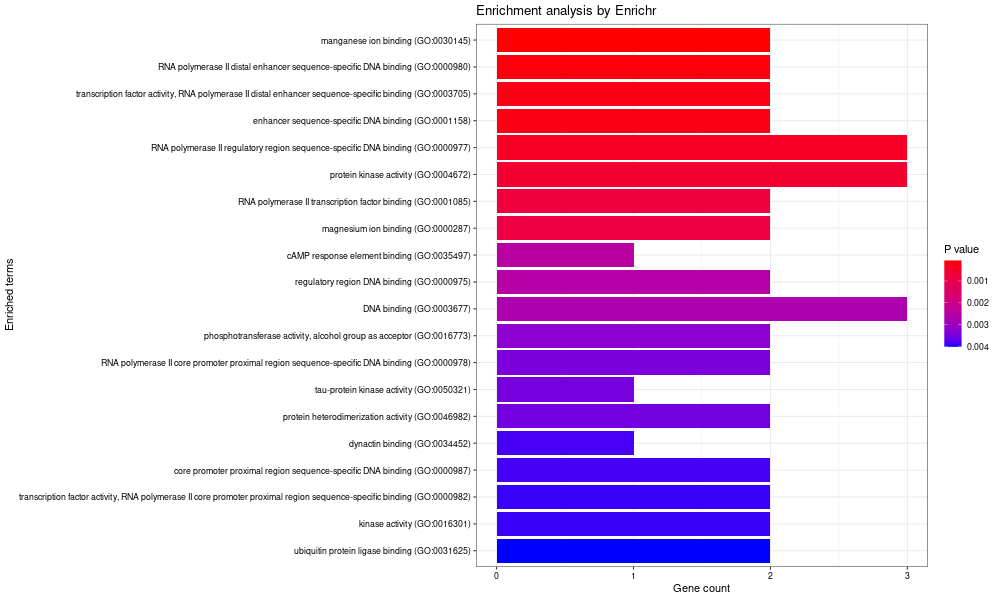 Enrichment analysis by Enrichr
manganese ion binding (GO:0030145)
RNA polymerase II distal enhancer sequence-specific DNA binding (GO:0000980)
transcription factor activity, RNA polymerase II distal enhancer sequence-specific binding (GO:0003705)
enhancer sequence-specific DNA binding (GO:0001158)
RNA polymerase II regulatory region sequence-specific DNA binding (GO:0000977)
protein kinase activity (GO:0004672)
RNA polymerase II transcription factor binding (GO:0001085)
magnesium ion binding (GO:0000287)
cAMP response element binding (GO:0035497)
regulatory region DNA binding (GO:0000975)
DNA binding (GO:0003677)
phosphotransferase activity, alcohol group as acceptor (GO:0016773)
RNA polymerase II core promoter proximal region sequence-specific DNA binding (GO:0000978)
tau-protein kinase activity (GO:0050321)
protein heterodimerization activity (GO:0046982)
dynactin binding (GO:0034452)
core promoter proximal region sequence-specific DNA binding (GO:0000987)
transcription factor activity, RNA polymerase II core promoter proximal region sequence-specific binding (GO:0000982)
kinase activity (GO:0016301)
ubiquitin protein ligase binding (GO:0031625)
Enriched terms
0 1 2 3
Gene count
P value
0.001
0.002
0.003
0.004